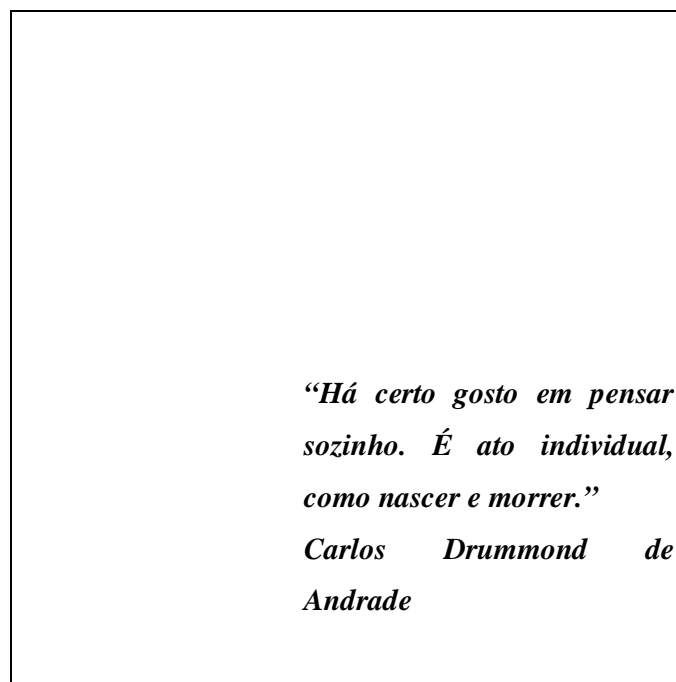 “Há certo gosto em pensar
sozinho. É ato individual,
como nascer e morrer.”
Carlos Drummond de
Andrade